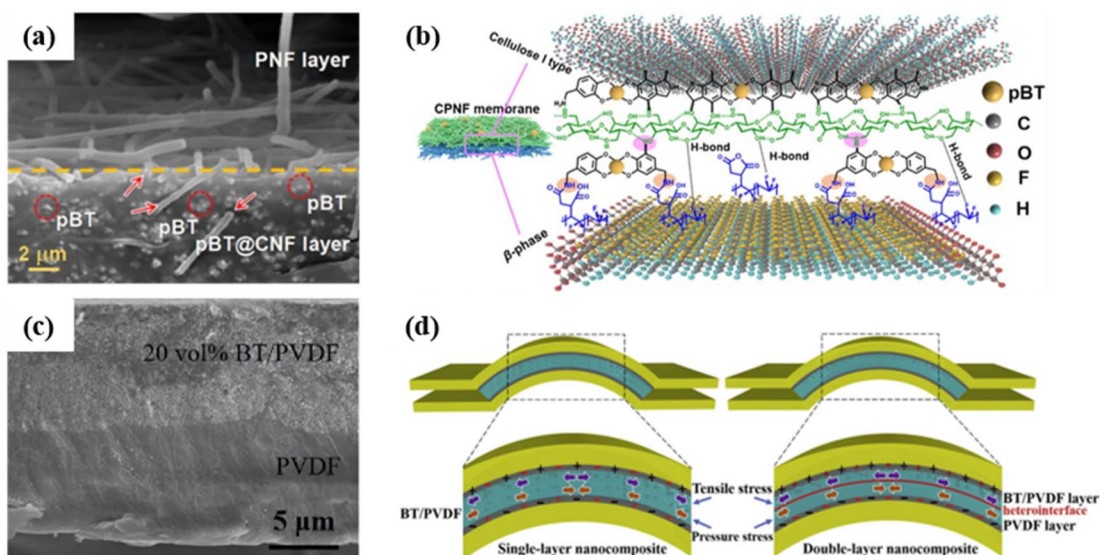 (a)
PNF layer
pBT
pBT
pBT@CNF layer
2 μm
(b)
Cellulose I type
CPNF membrane
H-bond
H-bond
H-bond
β-phase
pBT
C
O
F
H
(c)
20 vol% BT/PVDF
PVDF
5 μm
(d)
BT/PVDF
Tensile stress
Pressure stress
BT/PVDF layer
heterointerface
PVDF layer
Single-layer nanocomposite
Double-layer nanocomposite